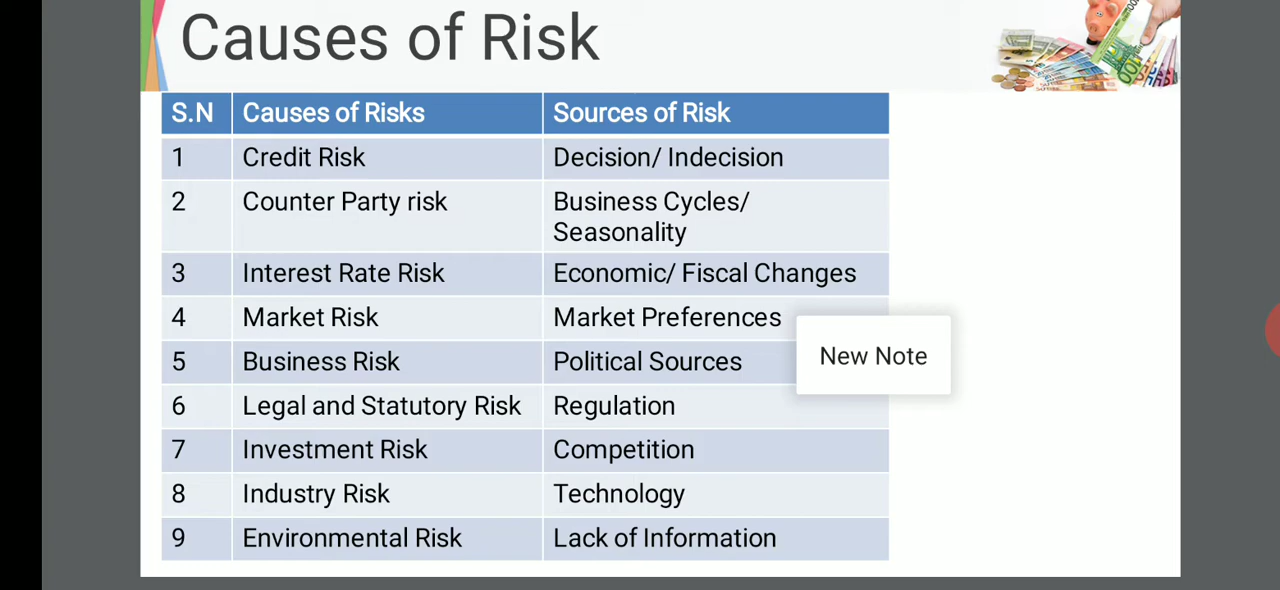 Causes of Risk
S.N Causes of Risks Sources of Risk
1 Credit Risk Decision/ Indecision
2 Counter Party risk Business Cycles/
Seasonality
3 Interest Rate Risk Economic/ Fiscal Changes
4 Market Risk Market Preferences
5 Business Risk Political Sources
New Note
6 Legal and Statutory Risk Regulation
7 Investment Risk Competition
8 Industry Risk Technology
9 Environmental Risk Lack of Information